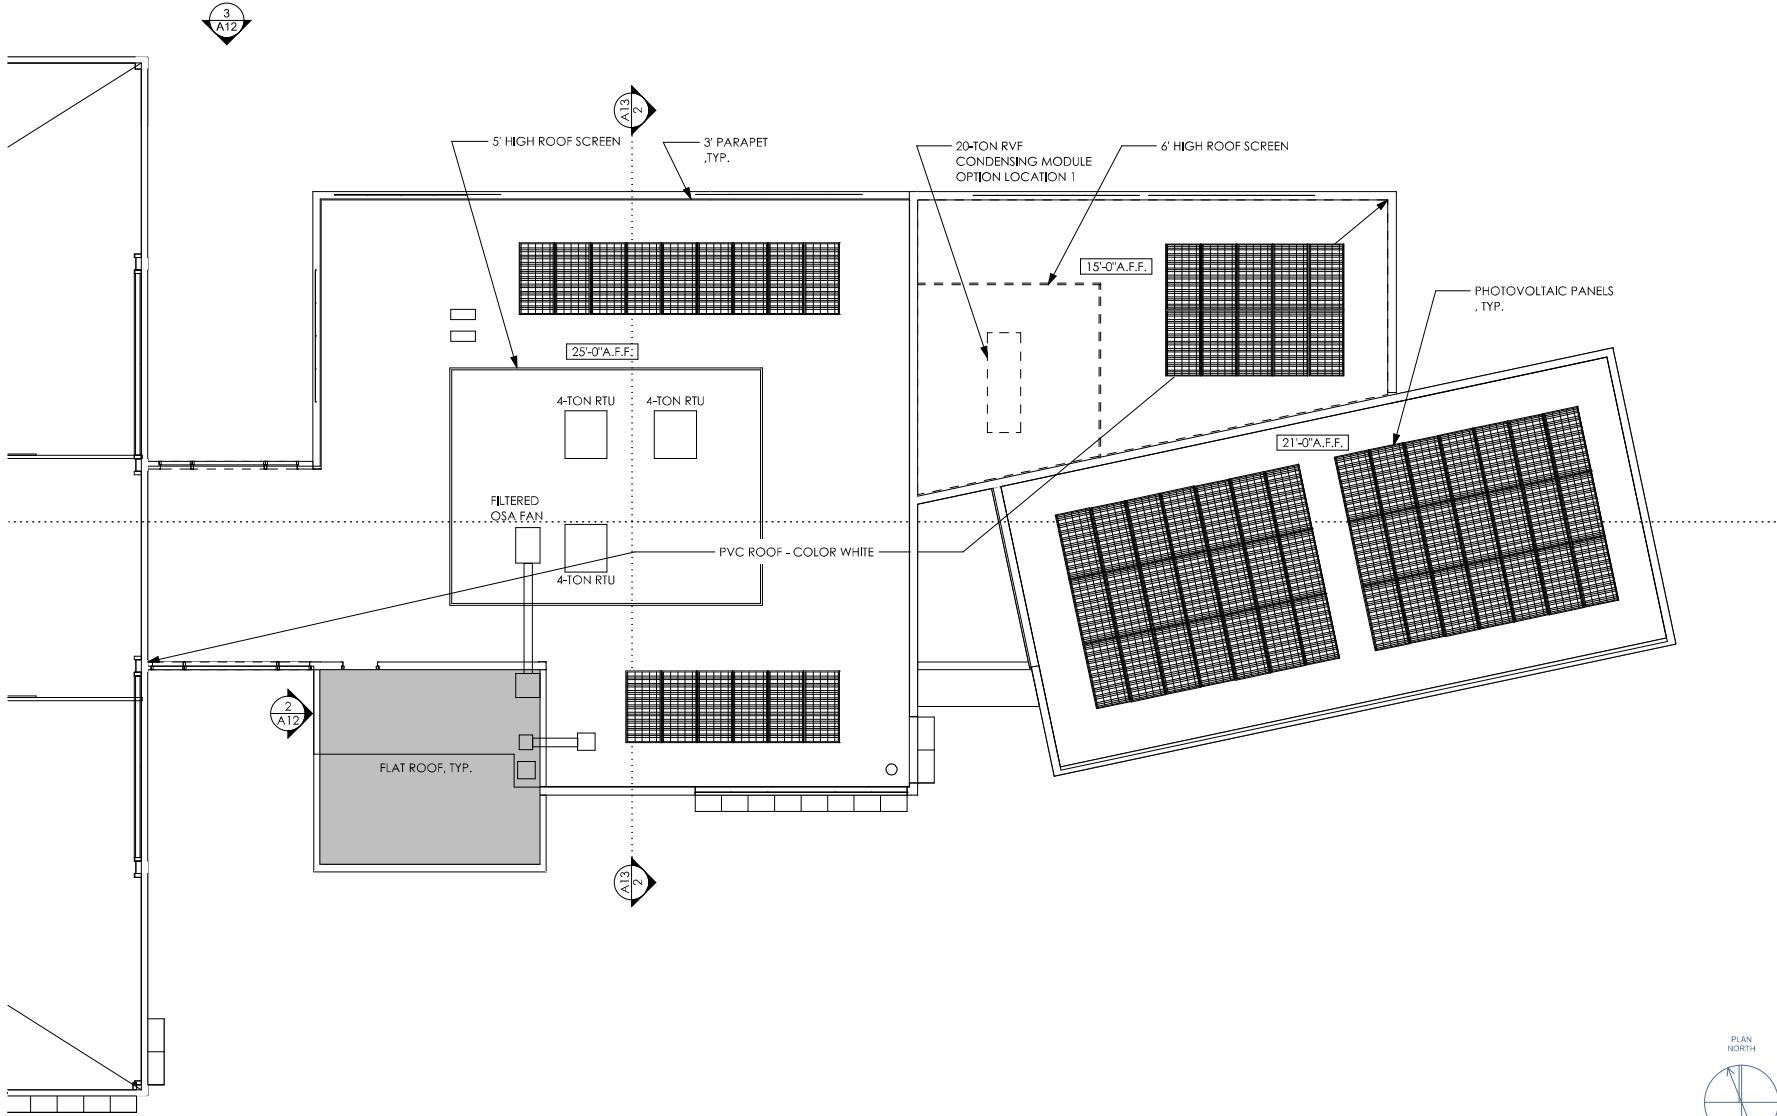 3
A12
A13
2
5' HIGH ROOF SCREEN
3' PARAPET
,TYP.
20-TON RVF
CONDENSING MODULE
OPTION LOCATION 1
6' HIGH ROOF SCREEN
15'-0"A.F.F.
PHOTOVOLTAIC PANELS
, TYP.
25'-0"A.F.F.
4-TON RTU
4-TON RTU
21'-0"A.F.F.
FILTERED
OSA FAN
PVC ROOF - COLOR WHITE
4-TON RTU
2
A12
FLAT ROOF, TYP.
A13
2
PLAN
NORTH